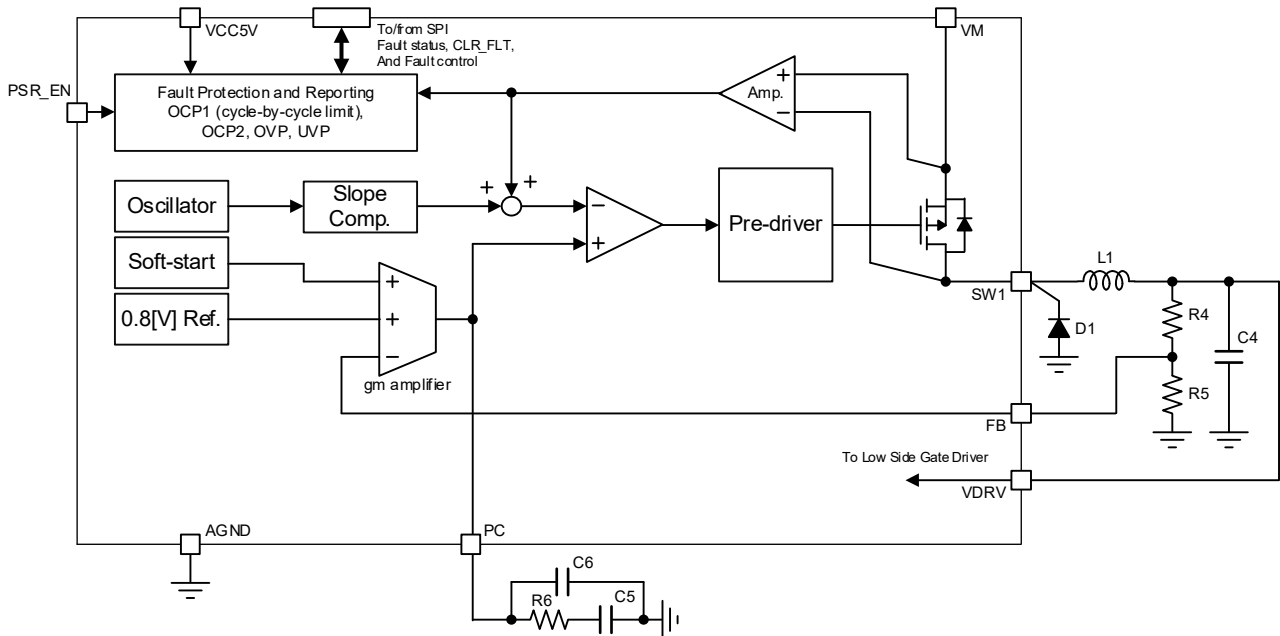 VCC5V
To/from SPI
Fault status, CLR_FLT,
And Fault control
VM
PSR_EN
Fault Protection and Reporting
OCP1 (cycle-by-cycle limit),
OCP2, OVP, UVP
+
Amp.
−
Oscillator
Slope
Comp.
+
+
−
+
Pre-driver
Soft-start
0.8[V] Ref.
+
+
−
gm amplifier
SW1
L1
D1
R4
C4
R5
FB
To Low Side Gate Driver
VDRV
AGND
PC
C6
R6
C5